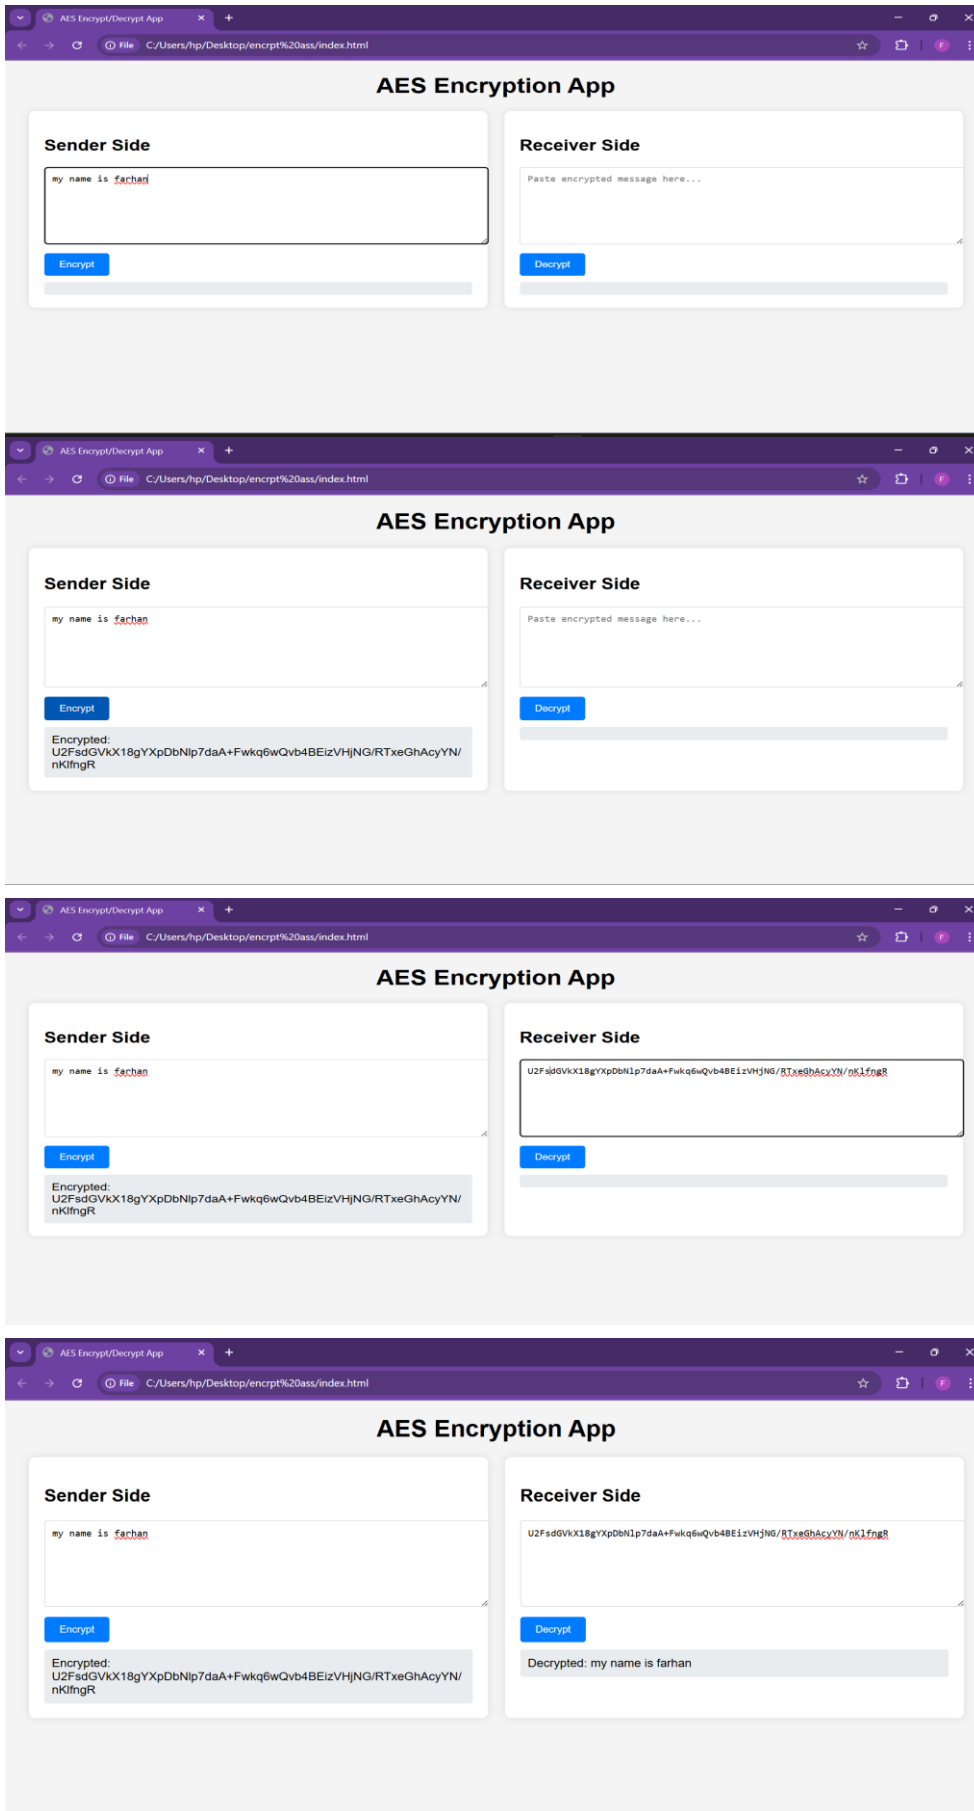 AES Encrypt/Decrypt App
File C:/Users/hp/Desktop/encrpt%20ass/index.html
F
AES Encryption App
Sender Side
my name is farhan
Encrypt
Receiver Side
Paste encrypted message here...
Decrypt
AES Encrypt/Decrypt App
File C:/Users/hp/Desktop/encrpt%20ass/index.html
F
AES Encryption App
Sender Side
my name is farhan
Encrypt
Encrypted:
U2FsdGVkX18gYXpDbNlp7daA+Fwkq6wQvb4BEizVHjNG/RTxeGhAcyYN/
nKlfngR
Receiver Side
Paste encrypted message here...
Decrypt
AES Encrypt/Decrypt App
File C:/Users/hp/Desktop/encrpt%20ass/index.html
F
AES Encryption App
Sender Side
my name is farhan
Encrypt
Encrypted:
U2FsdGVkX18gYXpDbNlp7daA+Fwkq6wQvb4BEizVHjNG/RTxeGhAcyYN/
nKlfngR
Receiver Side
U2FsdGVkX18gYXpDbNlp7daA+Fwkq6wQvb4BEizVHjNG/RTxeGhAcyYN/nKlfngR
Decrypt
AES Encrypt/Decrypt App
File C:/Users/hp/Desktop/encrpt%20ass/index.html
F
AES Encryption App
Sender Side
my name is farhan
Encrypt
Encrypted:
U2FsdGVkX18gYXpDbNlp7daA+Fwkq6wQvb4BEizVHjNG/RTxeGhAcyYN/
nKlfngR
Receiver Side
U2FsdGVkX18gYXpDbNlp7daA+Fwkq6wQvb4BEizVHjNG/RTxeGhAcyYN/nKlfngR
Decrypt
Decrypted: my name is farhan